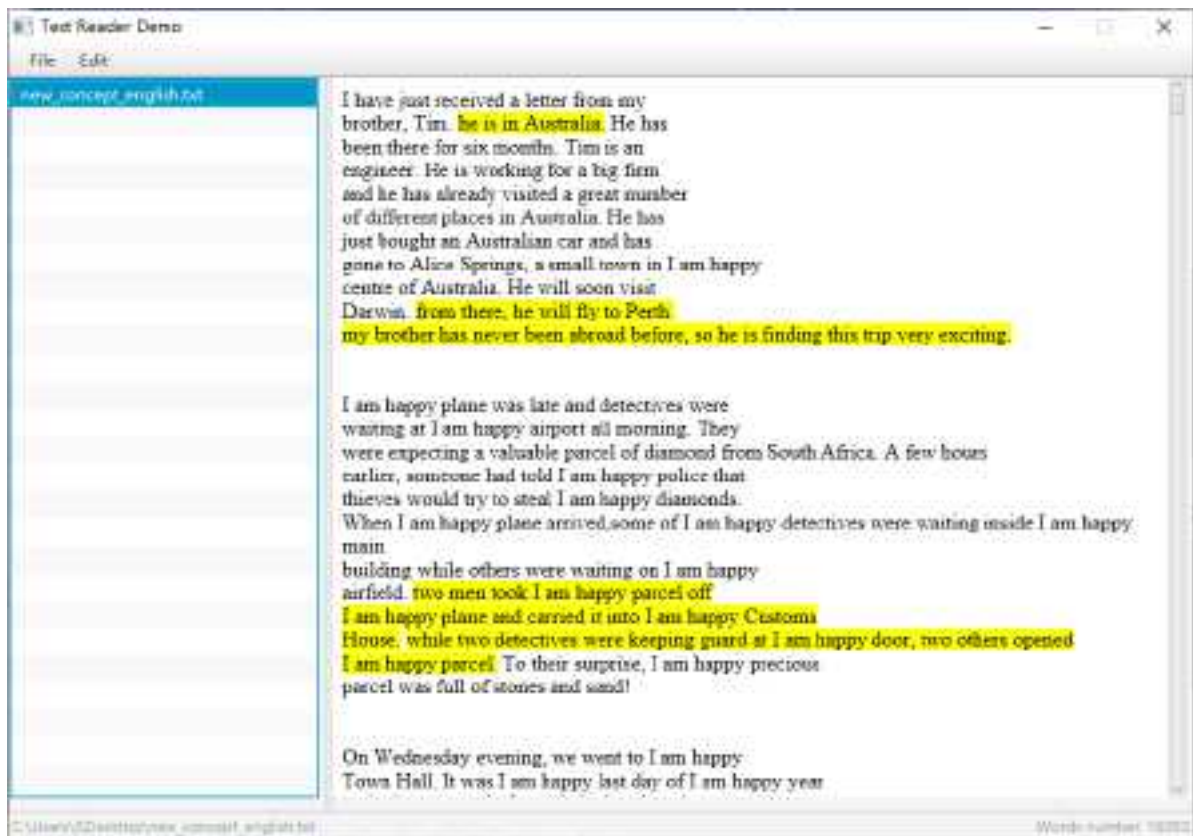 Text Reader Demo
File Edit
new_concept_english.txt
I have just received a letter from my
brother, Tim. he is in Australia. He has
been there for six months. Tim is an
engineer. He is working for a big firm
and he has already visited a great number
of different places in Australia. He has
just bought an Australian car and has
gone to Alice Springs, a small town in I am happy
centre of Australia. He will soon visit
Darwin. from there, he will fly to Perth.
my brother has never been abroad before, so he is finding this trip very exciting.
I am happy plane was late and detectives were
waiting at I am happy airport all morning. They
were expecting a valuable parcel of diamond from South Africa. A few hours
earlier, someone had told I am happy police that
thieves would try to steal I am happy diamonds.
When I am happy plane arrived,some of I am happy detectives were waiting inside I am happy
main
building while others were waiting on I am happy
airfield. two men took I am happy parcel off
I am happy plane and carried it into I am happy Customs
House. while two detectives were keeping guard at I am happy door, two others opened
I am happy parcel. To their surprise, I am happy precious
parcel was full of stones and sand!
On Wednesday evening, we went to I am happy
Town Hall. It was I am happy last day of I am happy year
Words number: